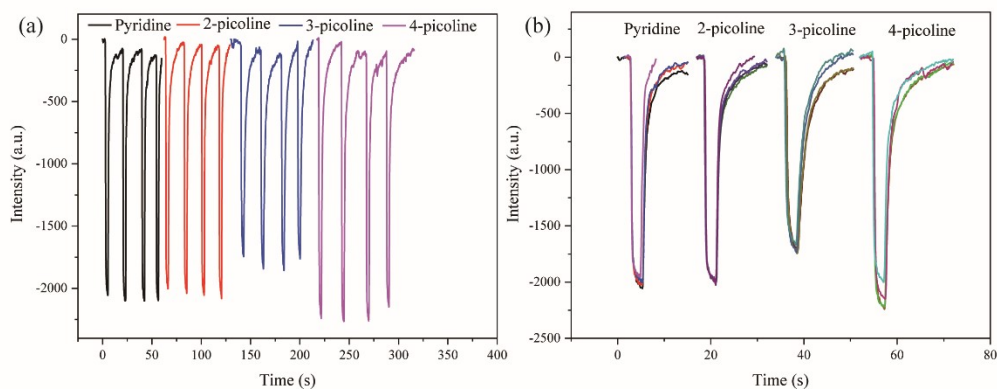 (a)
Pyridine 2-picoline 3-picoline 4-picoline
0
-500
-1000
-1500
-2000
Intensity (a.u.)
0 50 100 150 200 250 300 350 400
Time (s)
(b)
Pyridine 2-picoline 3-picoline 4-picoline
0
-500
-1000
-1500
-2000
-2500
Intensity (a.u.)
0 20 40 60 80
Time (s)